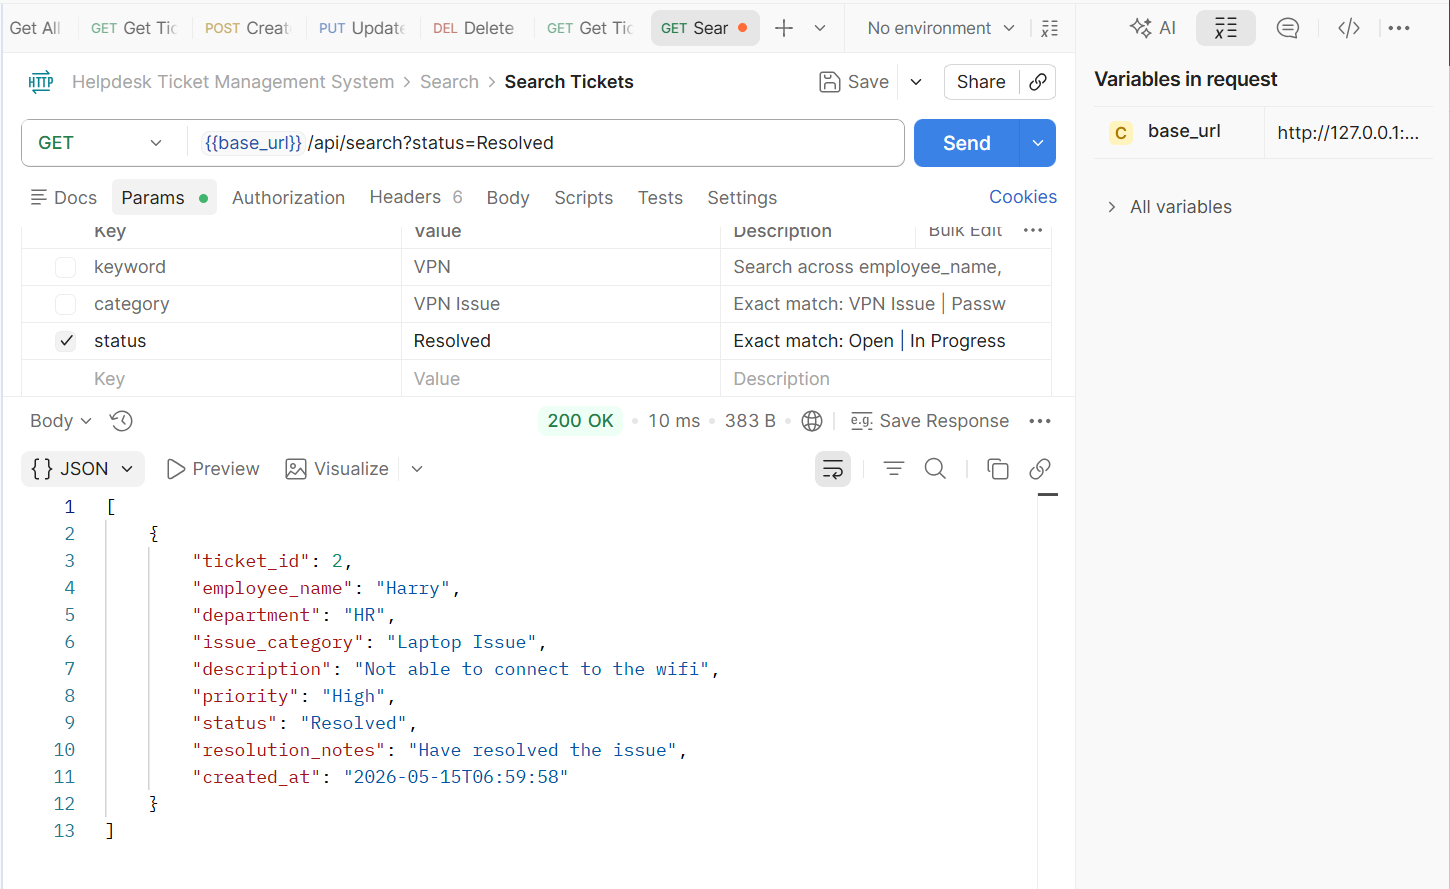 Get All GET Get Tic POST Creat PUT Update DEL Delete GET Get Tic GET Sear No environment AI
HTTP Helpdesk Ticket Management System > Search > Search Tickets Save Share
Variables in request
GET {{base_url}} /api/search?status=Resolved Send
C base_url http://127.0.0.1:...
Docs Params Authorization Headers 6 Body Scripts Tests Settings Cookies
All variables
Key Value Description Bulk Edit
keyword VPN Search across employee_name,
category VPN Issue Exact match: VPN Issue | Passw
status Resolved Exact match: Open | In Progress
Key Value Description
Body 200 OK • 10 ms • 383 B • e.g. Save Response
{} JSON Preview Visualize
1 [
2 {
3 "ticket_id": 2,
4 "employee_name": "Harry",
5 "department": "HR",
6 "issue_category": "Laptop Issue",
7 "description": "Not able to connect to the wifi",
8 "priority": "High",
9 "status": "Resolved",
10 "resolution_notes": "Have resolved the issue",
11 "created_at": "2026-05-15T06:59:58"
12 }
13 ]